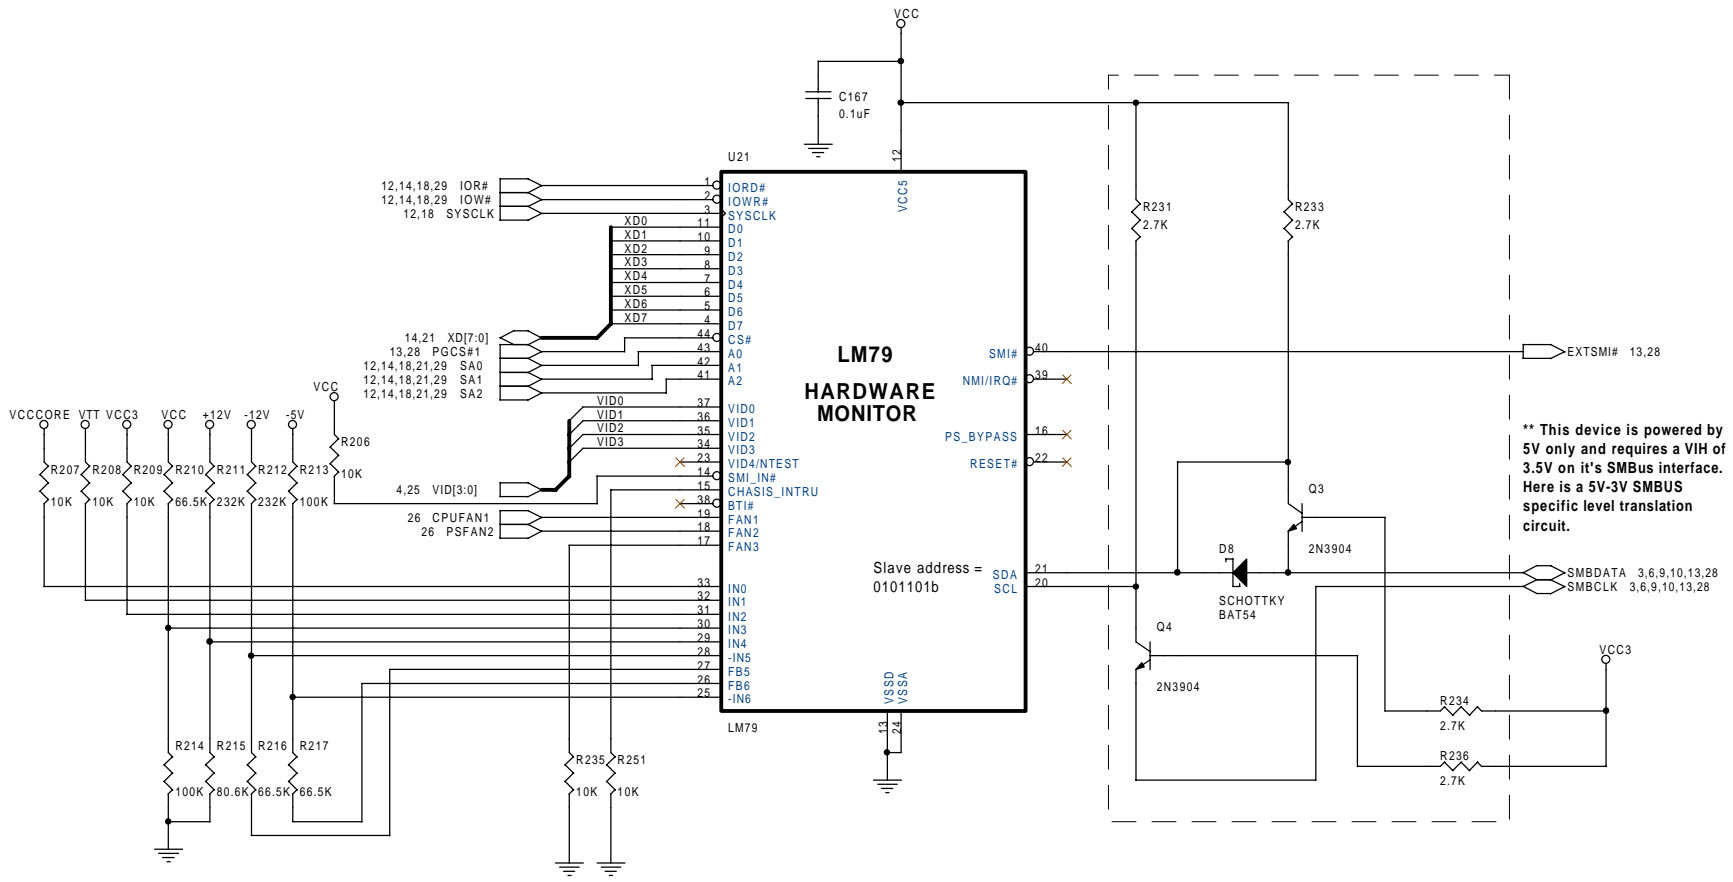 VCC
C167
0.1uF
U21
12
VCC5
12,14,18,29 IOR#
1
IORD#
12,14,18,29 IOW#
2
IOWR#
12,18 SYSCLK
3
SYSCLK
XD0
11
D0
XD1
10
D1
XD2
9
D2
XD3
8
D3
XD4
7
D4
XD5
6
D5
XD6
5
D6
XD7
4
D7
14,21 XD[7:0]
44
CS#
13,28 PGCS#1
43
A0
12,14,18,21,29 SA0
42
A1
12,14,18,21,29 SA1
41
A2
12,14,18,21,29 SA2
VID0
37
VID0
VID1
36
VID1
VID2
35
VID2
VID3
34
VID3
23
VID4/NTEST
14
SMI_IN#
15
CHASIS_INTRU
38
BTI#
4,25 VID[3:0]
26 CPUFAN1
19
FAN1
26 PSFAN2
18
FAN2
17
FAN3
33
IN0
32
IN1
31
IN2
30
IN3
29
IN4
28
-IN5
27
FB5
26
FB6
25
-IN6
LM79
HARDWARE
MONITOR
SMI#
40
NMI/IRQ#
39
PS_BYPASS
16
RESET#
22
Slave address =
0101101b
SDA
21
SCL
20
VSSD
VSSA
13
24
LM79
VCC
R206
10K
VCCCORE VTT VCC3 VCC +12V -12V -5V
R207 R208 R209 R210 R211 R212 R213
10K 10K 10K 66.5K 232K 232K 100K
R214 R215 R216 R217
100K 80.6K 66.5K 66.5K
R235 R251
10K 10K
R231
2.7K
R233
2.7K
EXTSMI# 13,28
** This device is powered by
5V only and requires a VIH of
3.5V on it's SMBus interface.
Here is a 5V-3V SMBUS
specific level translation
circuit.
Q3
2N3904
D8
SCHOTTKY
BAT54
SMBDATA 3,6,9,10,13,28
SMBCLK 3,6,9,10,13,28
Q4
2N3904
VCC3
R234
2.7K
R236
2.7K